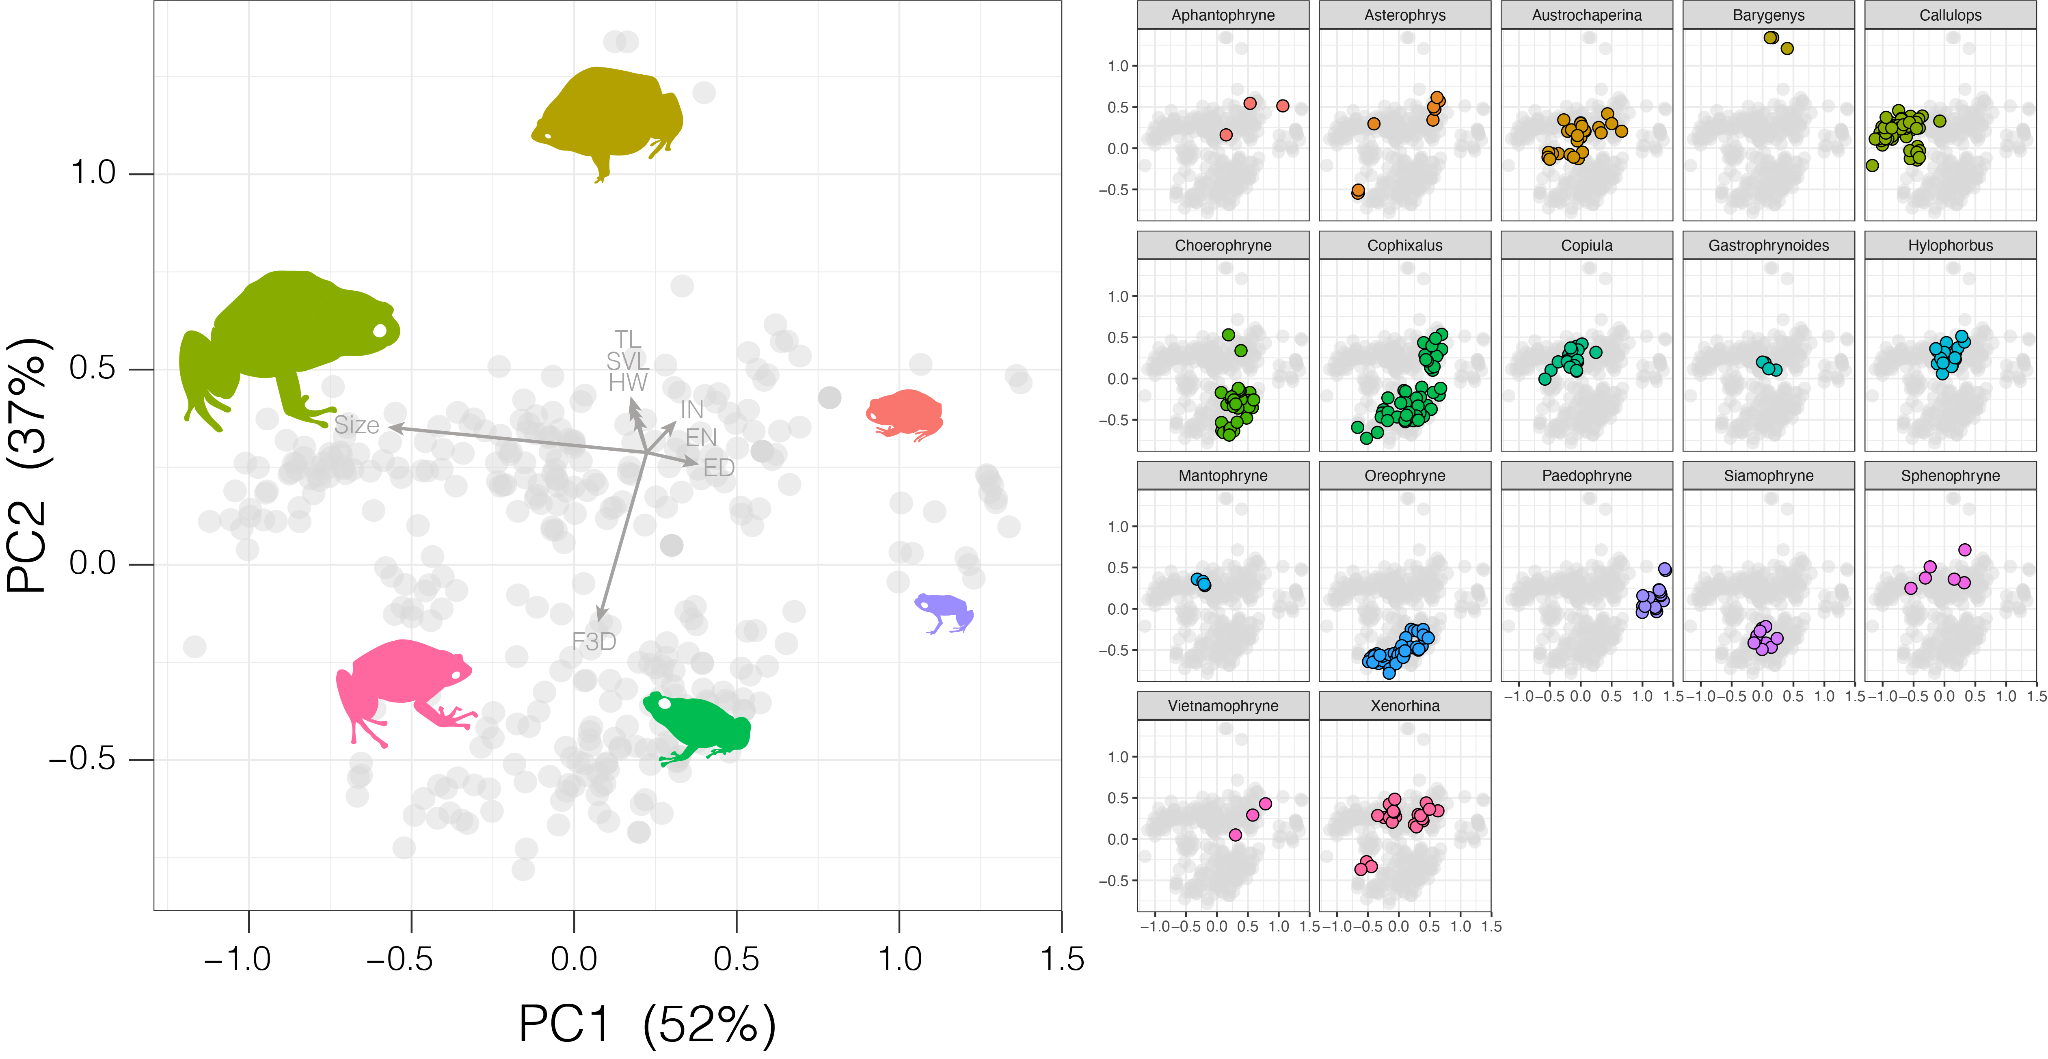 PC2 (37%)
1.0
0.5
0.0
−0.5
TL
SVL
HW
IN
Size
EN
ED
F3D
−1.0 −0.5 0.0 0.5 1.0 1.5
PC1 (52%)
Aphantophryne Asterophrys Austrochaperina Barygenys Callulops
1.0
0.5
0.0
−0.5
Choerophryne Cophixalus Copiula Gastrophrynoides Hylophorbus
1.0
0.5
0.0
−0.5
Mantophryne Oreophryne Paedophryne Siamophryne Sphenophryne
1.0
0.5
0.0
−0.5
−1.0 −0.5 0.0 0.5 1.0 1.5 −1.0 −0.5 0.0 0.5 1.0 1.5 −1.0 −0.5 0.0 0.5 1.0 1.5
Vietnamophryne Xenorhina
1.0
0.5
0.0
−0.5
−1.0 −0.5 0.0 0.5 1.0 1.5 −1.0 −0.5 0.0 0.5 1.0 1.5